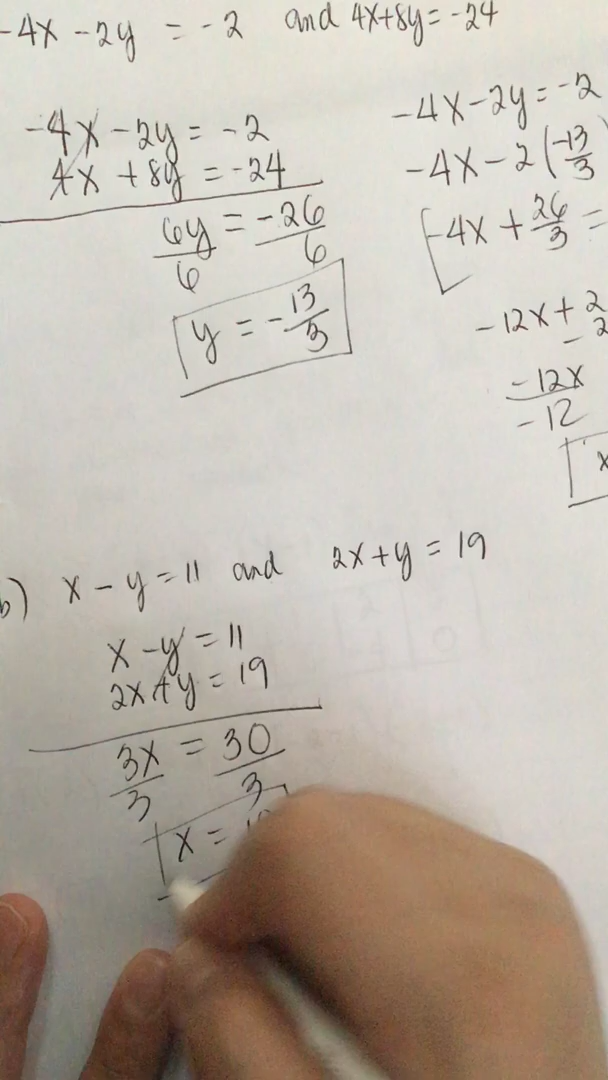 -4x - 2y = -2 and 4x+8y = -24
-4x - 2y = -2
4x + 8y = -24
6y = -26
6 6
y = -13/3
-4x - 2y = -2
-4x - 2(-13/3)
-4x + 26/3 =
-12x + 2
-12x
-12
x
b) x - y = 11 and 2x + y = 19
x - y = 11
2x + y = 19
3x = 30
3 3
x =